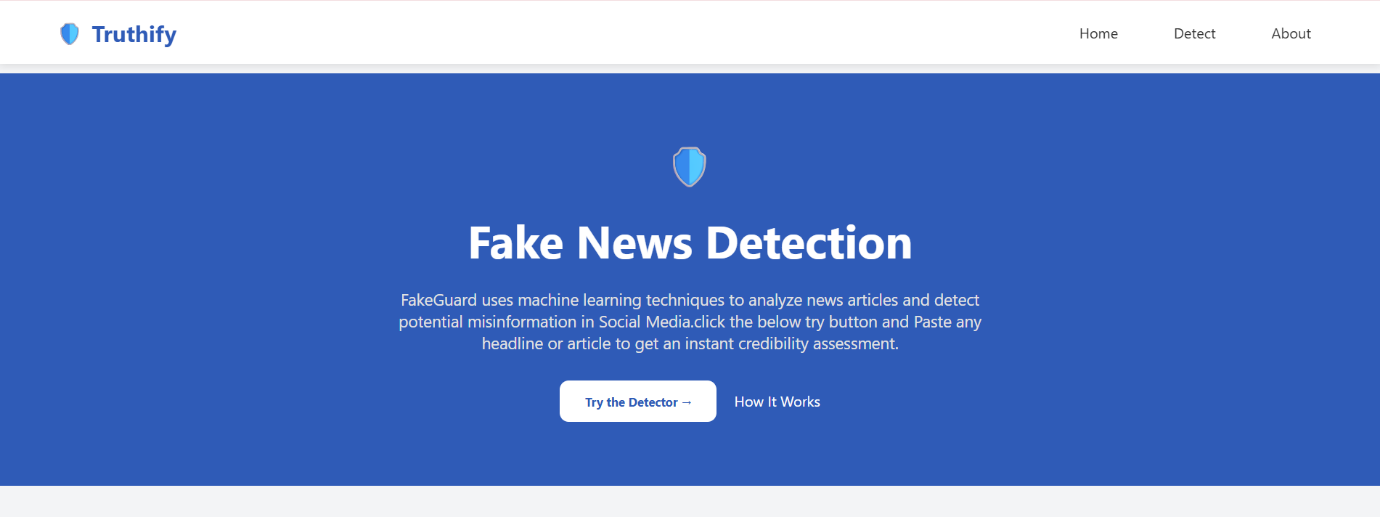 Truthify
Home
Detect
About
Fake News Detection
FakeGuard uses machine learning techniques to analyze news articles and detect
potential misinformation in Social Media.click the below try button and Paste any
headline or article to get an instant credibility assessment.
Try the Detector →
How It Works